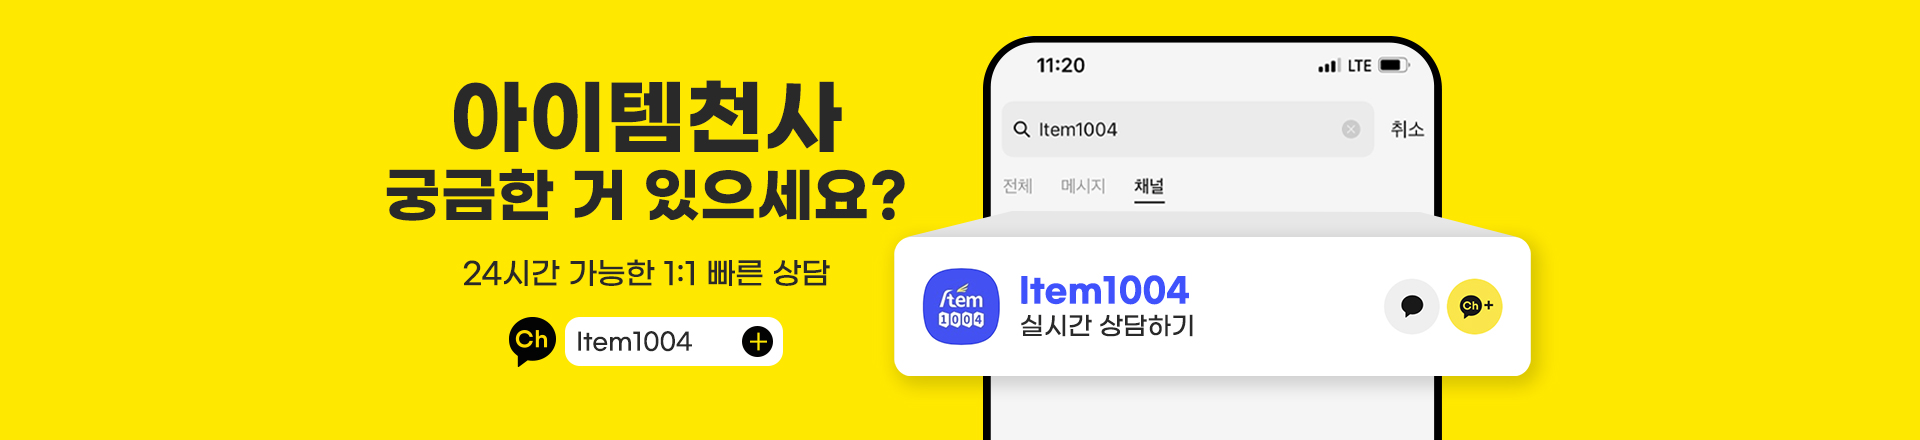 아이템천사
궁금한 거 있으세요?
24시간 가능한 1:1 빠른 상담
Ch Item1004 +
11:20 LTE
Item1004 취소
전체 메시지 채널
Item
1004
Item1004
실시간 상담하기
Ch+